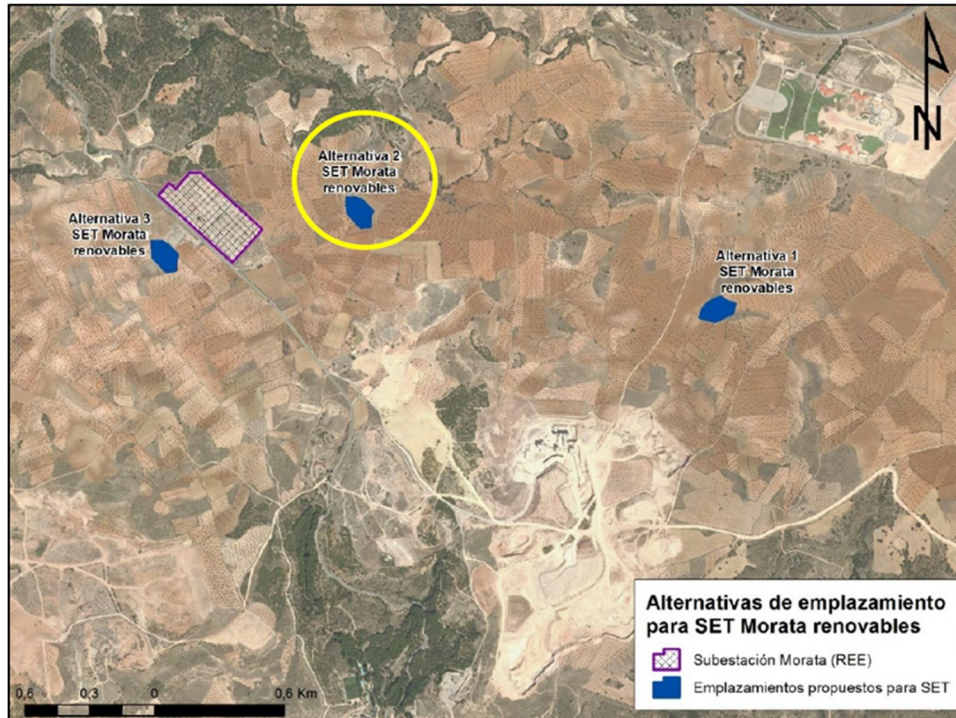 N
Alternativa 2
SET Morata
renovables
Alternativa 3
SET Morata
renovables
Alternativa 1
SET Morata
renovables
Alternativas de emplazamiento
para SET Morata renovables
Subestación Morata (REE)
Emplazamientos propuestos para SET
0,6 0,3 0 0,6 Km